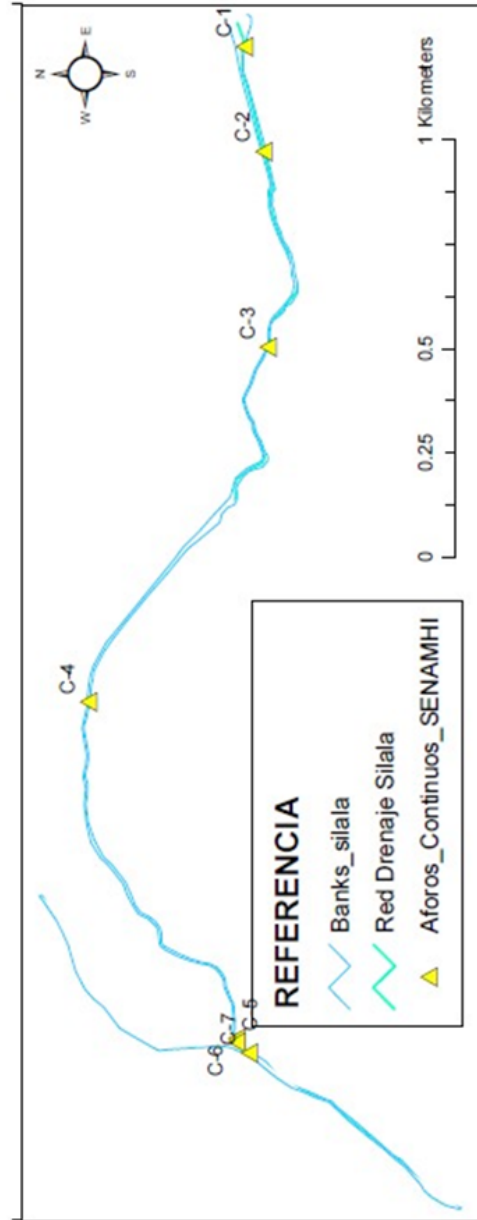 N
W
E
S
C-1
C-2
C-3
C-4
C-6
C-7
C-5
REFERENCIA
Banks_silala
Red Drenaje Silala
Aforos_Continuos_SENAMHI
0
0.25
0.5
1 Kilometers